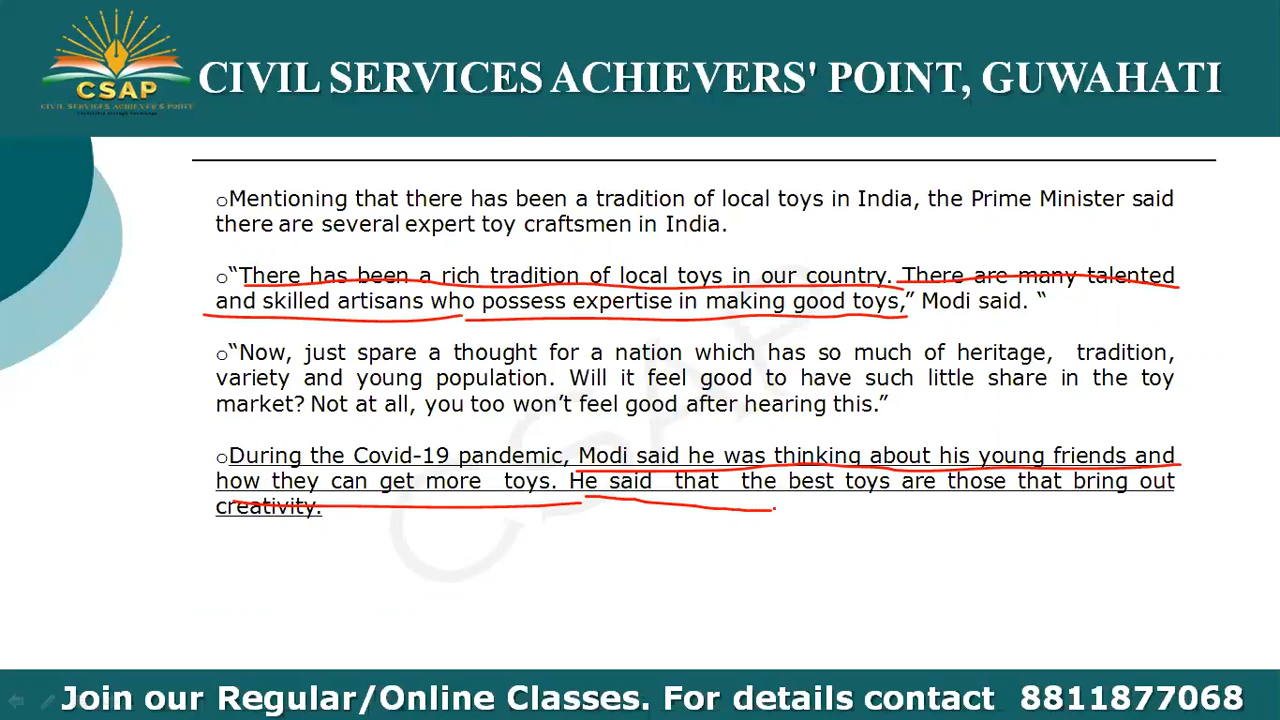 CIVIL SERVICES ACHIEVERS' POINT, GUWAHATI
CSAP
CIVIL SERVICES ACHIEVER'S POINT
oMentioning that there has been a tradition of local toys in India, the Prime Minister said
there are several expert toy craftsmen in India.
o“There has been a rich tradition of local toys in our country. There are many talented
and skilled artisans who possess expertise in making good toys,” Modi said. “
o“Now, just spare a thought for a nation which has so much of heritage, tradition,
variety and young population. Will it feel good to have such little share in the toy
market? Not at all, you too won’t feel good after hearing this.”
oDuring the Covid-19 pandemic, Modi said he was thinking about his young friends and
how they can get more toys. He said that the best toys are those that bring out
creativity.
CSAP
Join our Regular/Online Classes. For details contact 8811877068